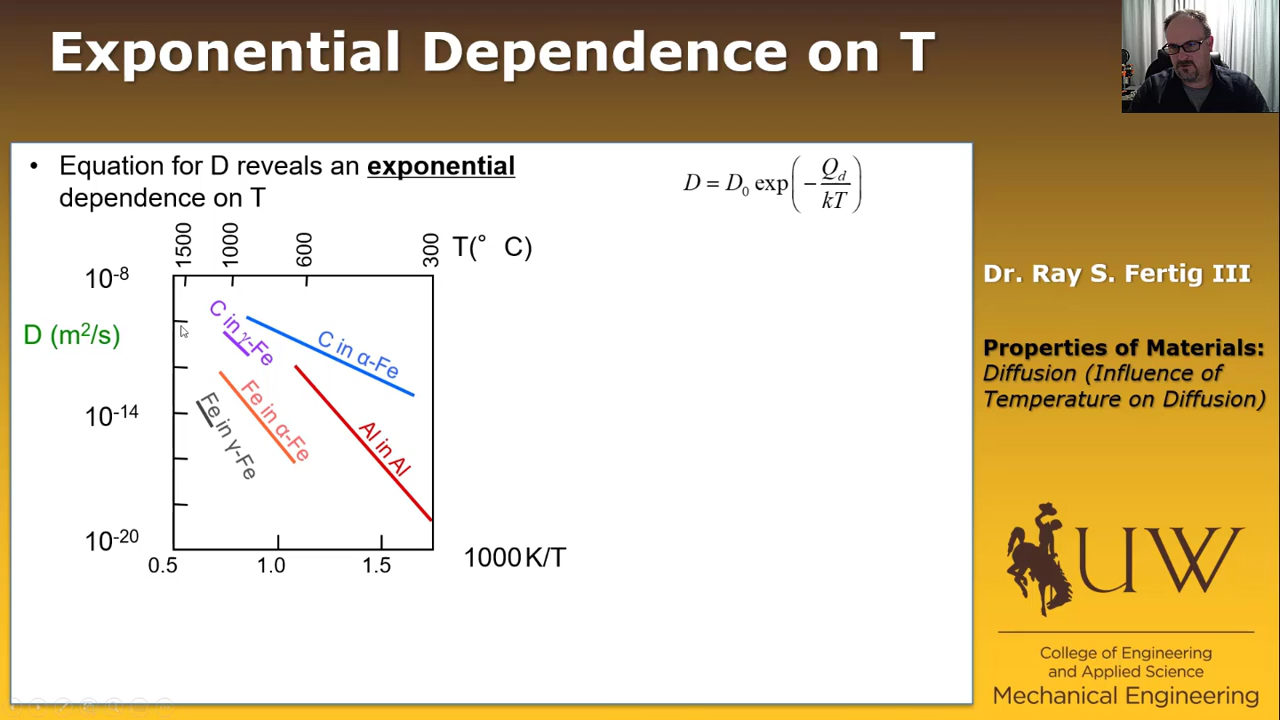 Exponential Dependence on T
• Equation for D reveals an exponential
dependence on T
D = D₀ exp(−Q_d/kT)
1500 1000 600 300 T(° C)
10⁻⁸
D (m²/s)
10⁻¹⁴
10⁻²⁰
C in γ-Fe
C in α-Fe
Fe in γ-Fe
Fe in α-Fe
Al in Al
0.5 1.0 1.5 1000 K/T
Dr. Ray S. Fertig III
Properties of Materials:
Diffusion (Influence of
Temperature on Diffusion)
UW
College of Engineering
and Applied Science
Mechanical Engineering